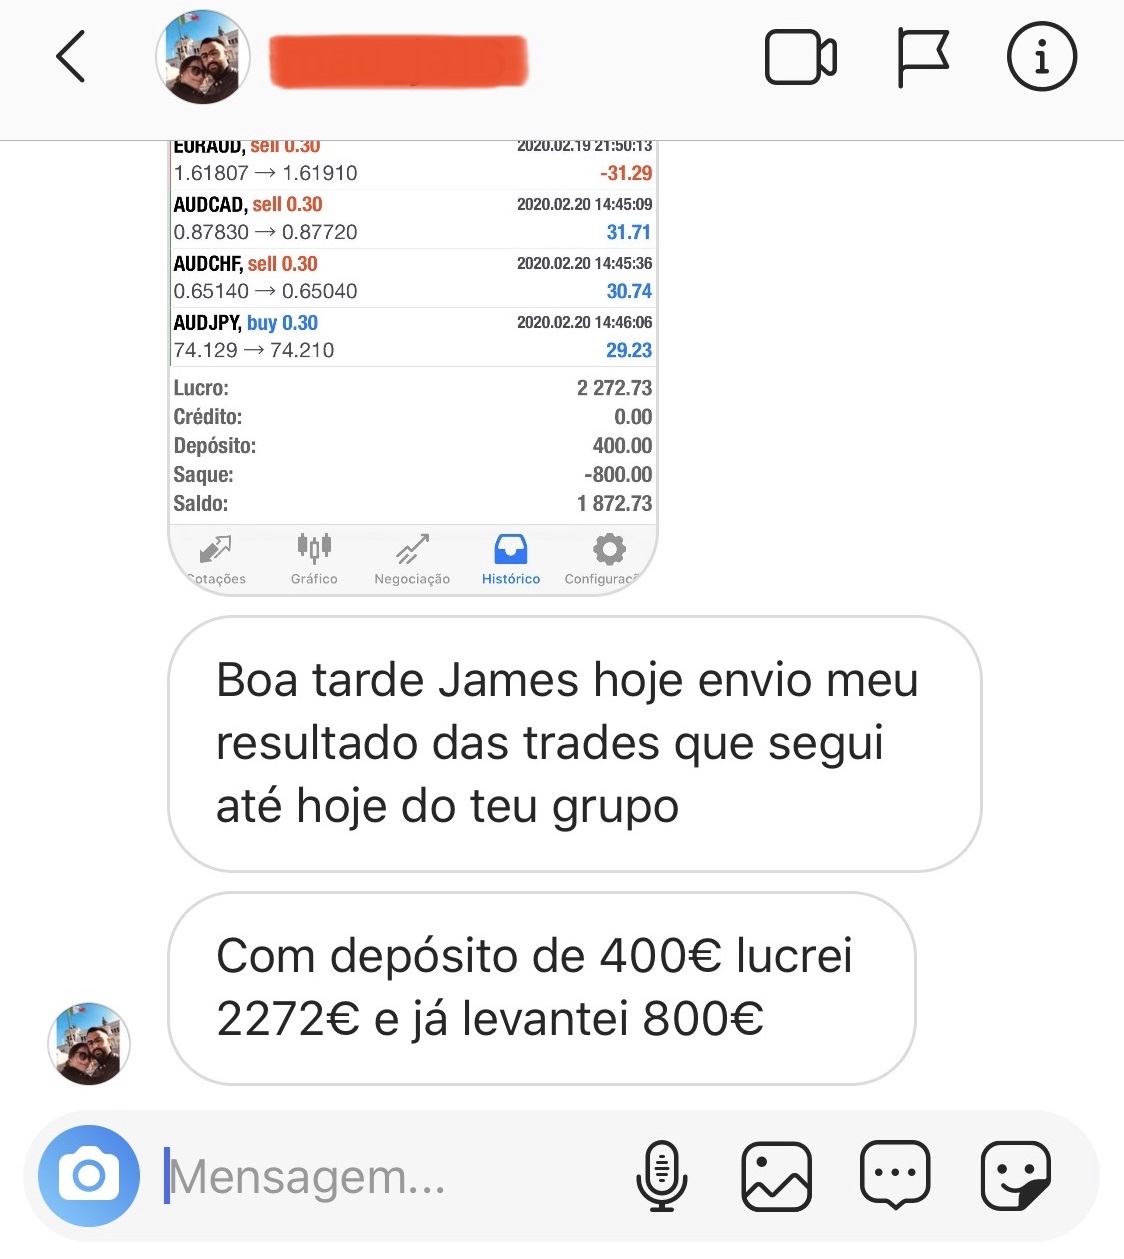 EURAUD, sell 0.30 2020.02.19 21:50:13
1.61807 → 1.61910 -31.29
AUDCAD, sell 0.30 2020.02.20 14:45:09
0.87830 → 0.87720 31.71
AUDCHF, sell 0.30 2020.02.20 14:45:36
0.65140 → 0.65040 30.74
AUDJPY, buy 0.30 2020.02.20 14:46:06
74.129 → 74.210 29.23
Lucro: 2 272.73
Crédito: 0.00
Depósito: 400.00
Saque: -800.00
Saldo: 1 872.73
Cotações Gráfico Negociação Histórico Configuraç
Boa tarde James hoje envio meu
resultado das trades que segui
até hoje do teu grupo
Com depósito de 400€ lucrei
2272€ e já levantei 800€
Mensagem...